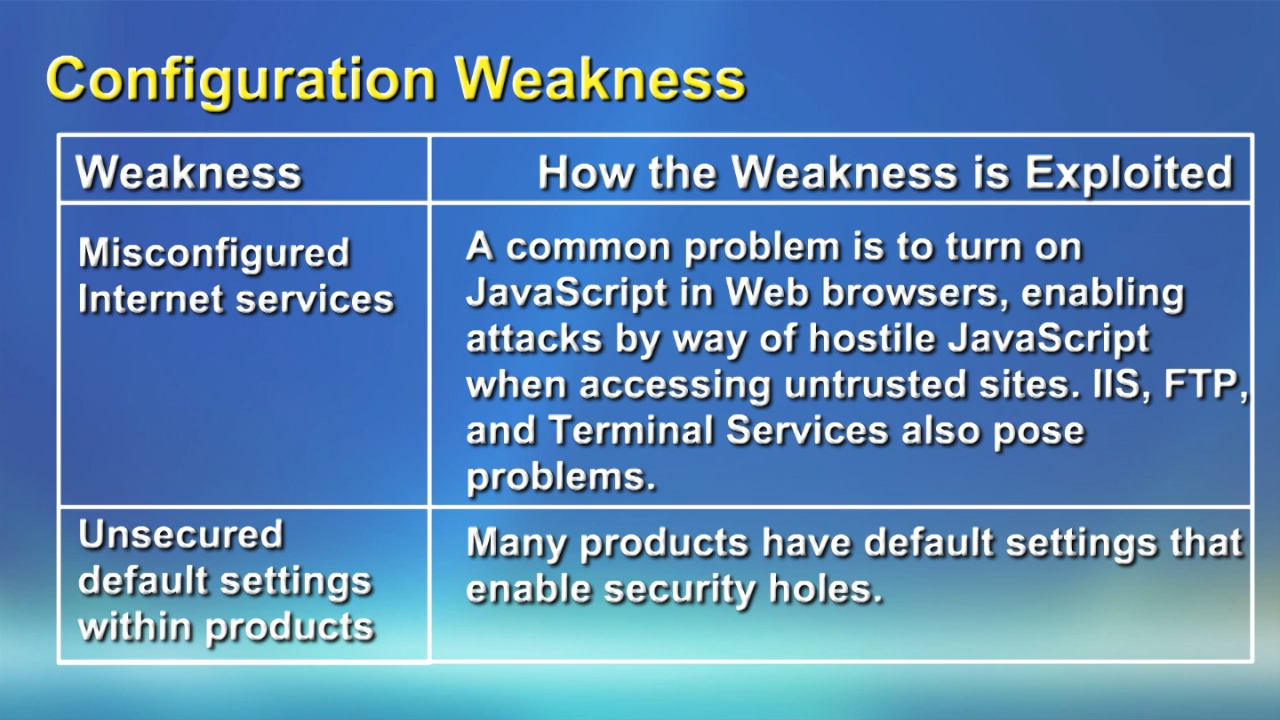 Configuration Weakness
Weakness
How the Weakness is Exploited
Misconfigured
Internet services
A common problem is to turn on
JavaScript in Web browsers, enabling
attacks by way of hostile JavaScript
when accessing untrusted sites. IIS, FTP,
and Terminal Services also pose
problems.
Unsecured
default settings
within products
Many products have default settings that
enable security holes.